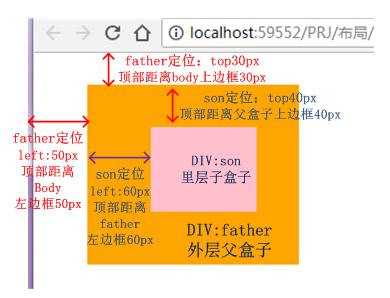 localhost:59552/PRJ/布局/
father定位：top30px
顶部距离body上边框30px
son定位：top40px
顶部距离父盒子上边框40px
father定位
left:50px
顶部距离
Body
左边框50px
son定位
left:60px
顶部距离
father
左边框60px
DIV:son
里层子盒子
DIV:father
外层父盒子